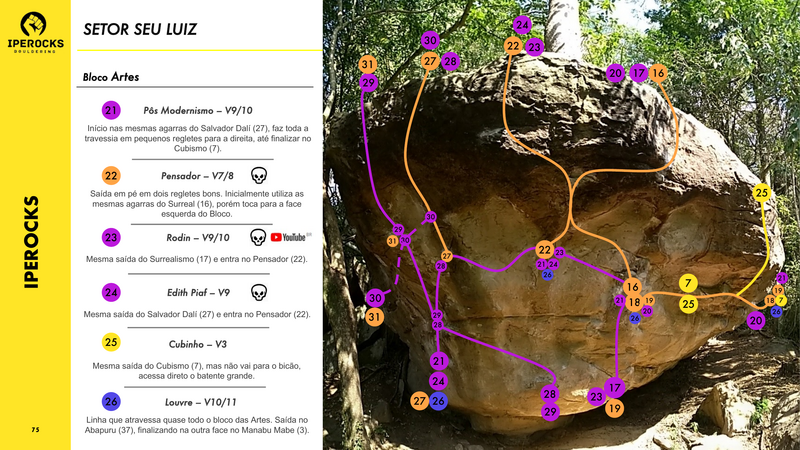 IPEROCKS
BOULDERING
SETOR SEU LUIZ
Bloco Artes
21
Pôs Modernismo – V9/10
Início nas mesmas agarras do Salvador Dalí (27), faz toda a
travessia em pequenos regletes para a direita, até finalizar no
Cubismo (7).
22
Pensador – V7/8
Saída em pé em dois regletes bons. Inicialmente utiliza as
mesmas agarras do Surreal (16), porém toca para a face
esquerda do Bloco.
23
Rodin – V9/10
YouTube
Mesma saída do Surrealismo (17) e entra no Pensador (22).
24
Edith Piaf – V9
Mesma saída do Salvador Dalí (27) e entra no Pensador (22).
25
Cubinho – V3
Mesma saída do Cubismo (7), mas não vai para o bicão,
acessa direto o batente grande.
26
Louvre – V10/11
Linha que atravessa quase todo o bloco das Artes. Saída no
Abapuru (37), finalizando na outra face no Manabu Mabe (3).
IPEROCKS
75
24
30
22 23
31
27 28
29
20 17 16
25
30
29
31 30
27
28
22 23
21 24
26
30
31
16
21 18 19
20
26
7
25
21
19
18 7
26
20
29
28
21
24
27 26
28
29
17
23
19